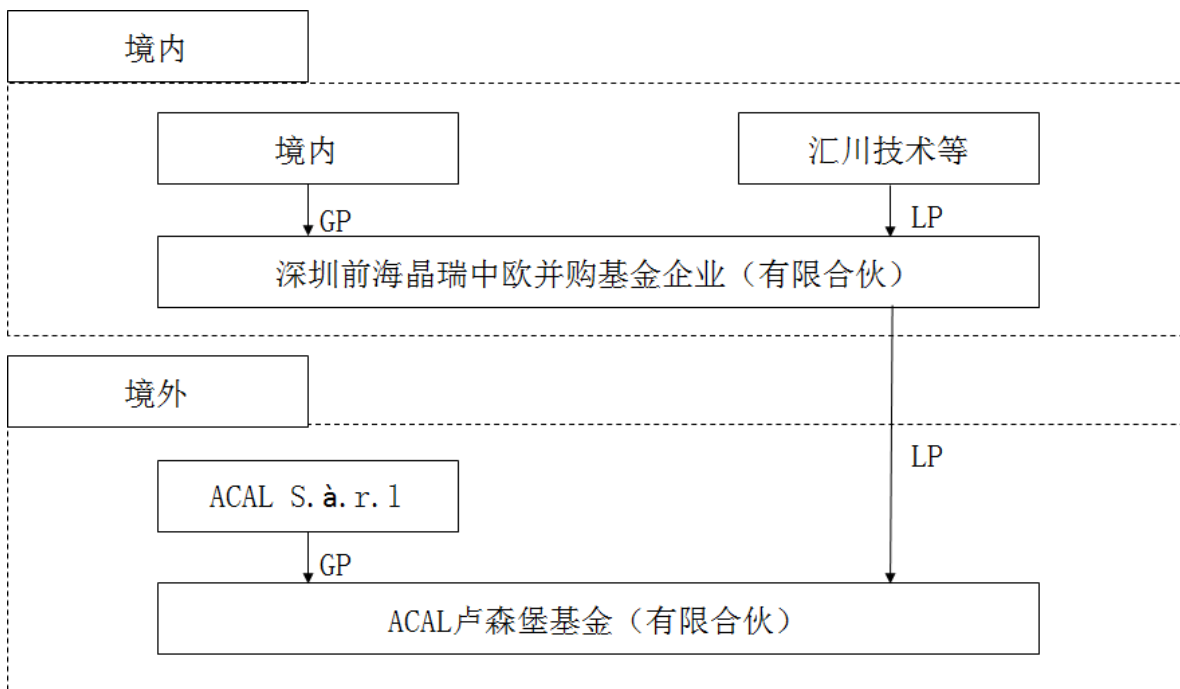 境内
境内
汇川技术等
GP
LP
深圳前海晶瑞中欧并购基金企业（有限合伙）
境外
LP
ACAL S.à.r.l
GP
ACAL卢森堡基金（有限合伙）